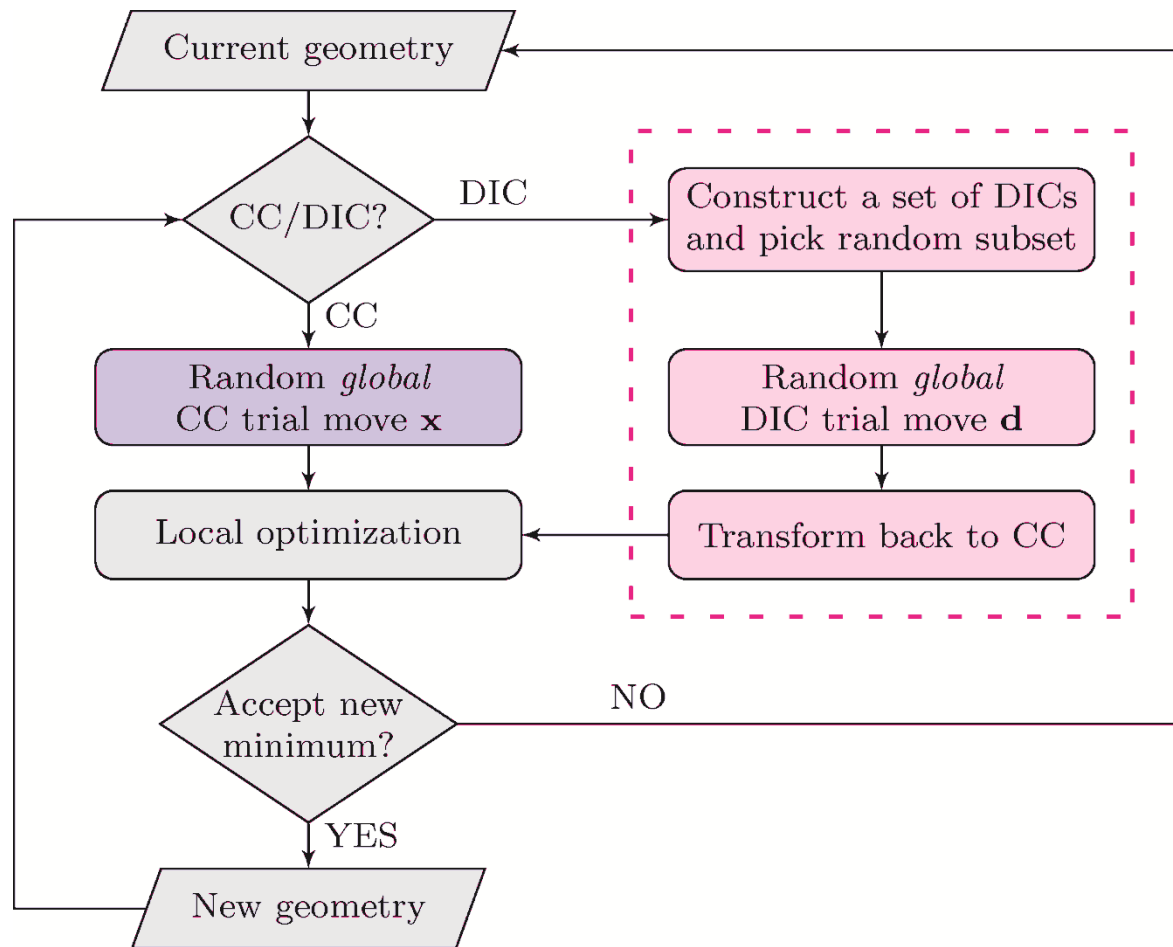 Current geometry
CC/DIC?
DIC
CC
Construct a set of DICs
and pick random subset
Random global
CC trial move x
Random global
DIC trial move d
Local optimization
Transform back to CC
Accept new
minimum?
NO
YES
New geometry